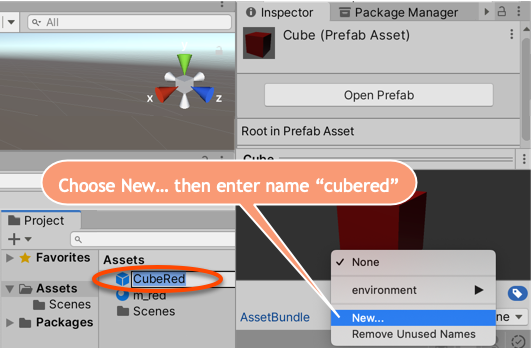 All
Inspector
Package Manager
Cube (Prefab Asset)
Open Prefab
Root in Prefab Asset
Cube
x
z
Choose New... then enter name “cubered”
Project
Favorites
Assets
Scenes
Packages
Assets
CubeRed
m_red
Scenes
None
environment
New...
Remove Unused Names
AssetBundle
ne